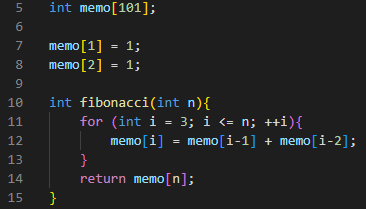 5 int memo[101];
6
7 memo[1] = 1;
8 memo[2] = 1;
9
10 int fibonacci(int n){
11     for (int i = 3; i <= n; ++i){
12         memo[i] = memo[i-1] + memo[i-2];
13     }
14     return memo[n];
15 }